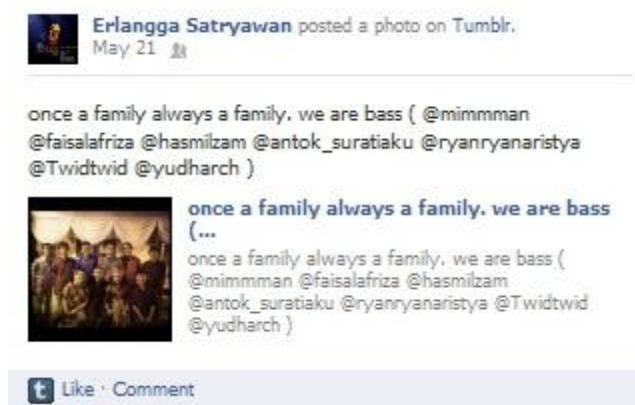 Erlangga Satryawan posted a photo on Tumblr.
May 21
once a family always a family. we are bass ( @mimmman
@faisalafriza @hasmilzam @antok_suratiaku @ryanryanaristya
@Twidtwid @yudharch )
once a family always a family. we are bass
(...
once a family always a family. we are bass (
@mimmman @faisalafriza @hasmilzam
@antok_suratiaku @ryanryanaristya @Twidtwid
@yudharch )
t Like · Comment